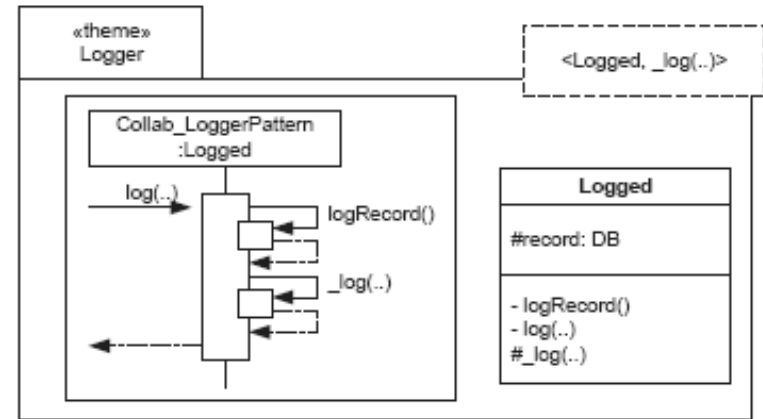 «theme»
Logger
<Logged, _log(..)>
Collab_LoggerPattern
:Logged
log(..)
logRecord()
_log(..)
Logged
#record: DB
- logRecord()
- log(..)
#_log(..)